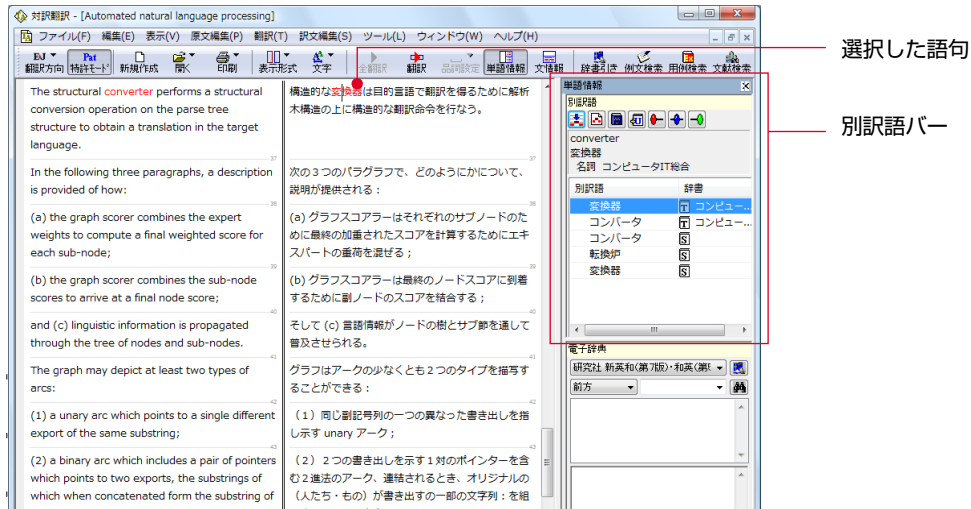 対訳翻訳 - [Automated natural language processing]
ファイル(F) 編集(E) 表示(V) 原文編集(P) 翻訳(T) 訳文編集(S) ツール(L) ウィンドウ(W) ヘルプ(H)
翻訳方向 特許モード 新規作成 開く 印刷 表示形式 文字 全翻訳 翻訳 品詞設定 単語情報 文情報 辞書引き 例文検索 用例検索 文献検索
選択した語句
別訳語バー
The structural converter performs a structural
conversion operation on the parse tree
structure to obtain a translation in the target
language.
37
In the following three paragraphs, a description
is provided of how:
38
(a) the graph scorer combines the expert
weights to compute a final weighted score for
each sub-node;
39
(b) the graph scorer combines the sub-node
scores to arrive at a final node score;
40
and (c) linguistic information is propagated
through the tree of nodes and sub-nodes.
41
The graph may depict at least two types of
arcs:
42
(1) a unary arc which points to a single different
export of the same substring;
43
(2) a binary arc which includes a pair of pointers
which points to two exports, the substrings of
which when concatenated form the substring of
構造的な変換器は目的言語で翻訳を得るために解析
木構造の上に構造的な翻訳命令を行なう。
37
次の３つのパラグラフで、どのようにかについて、
説明が提供される：
38
(a) グラフスコアラーはそれぞれのサブノードのた
めに最終の加重されたスコアを計算するためにエキ
スパートの重荷を混ぜる；
39
(b) グラフスコアラーは最終のノードスコアに到着
するために副ノードのスコアを結合する；
40
そして (c) 言語情報がノードの樹とサブ節を通して
普及させられる。
41
グラフはアークの少なくとも２つのタイプを描写す
ることができる：
42
（１）同じ副記号列の一つの異なった書き出しを指
し示す unary アーク；
43
（２）２つの書き出しを示す１対のポインターを含
む２進法のアーク、連結されるとき、オリジナルの
（人たち・もの）が書き出すの一部の文字列：を組
単語情報
別訳語
converter
変換器
名詞 コンピュータIT総合
別訳語 辞書
変換器 T コンピュー...
コンバータ T コンピュー...
コンバータ S
転換炉 S
変換器 S
電子辞典
研究社 新英和(第7版)・和英(第
前方